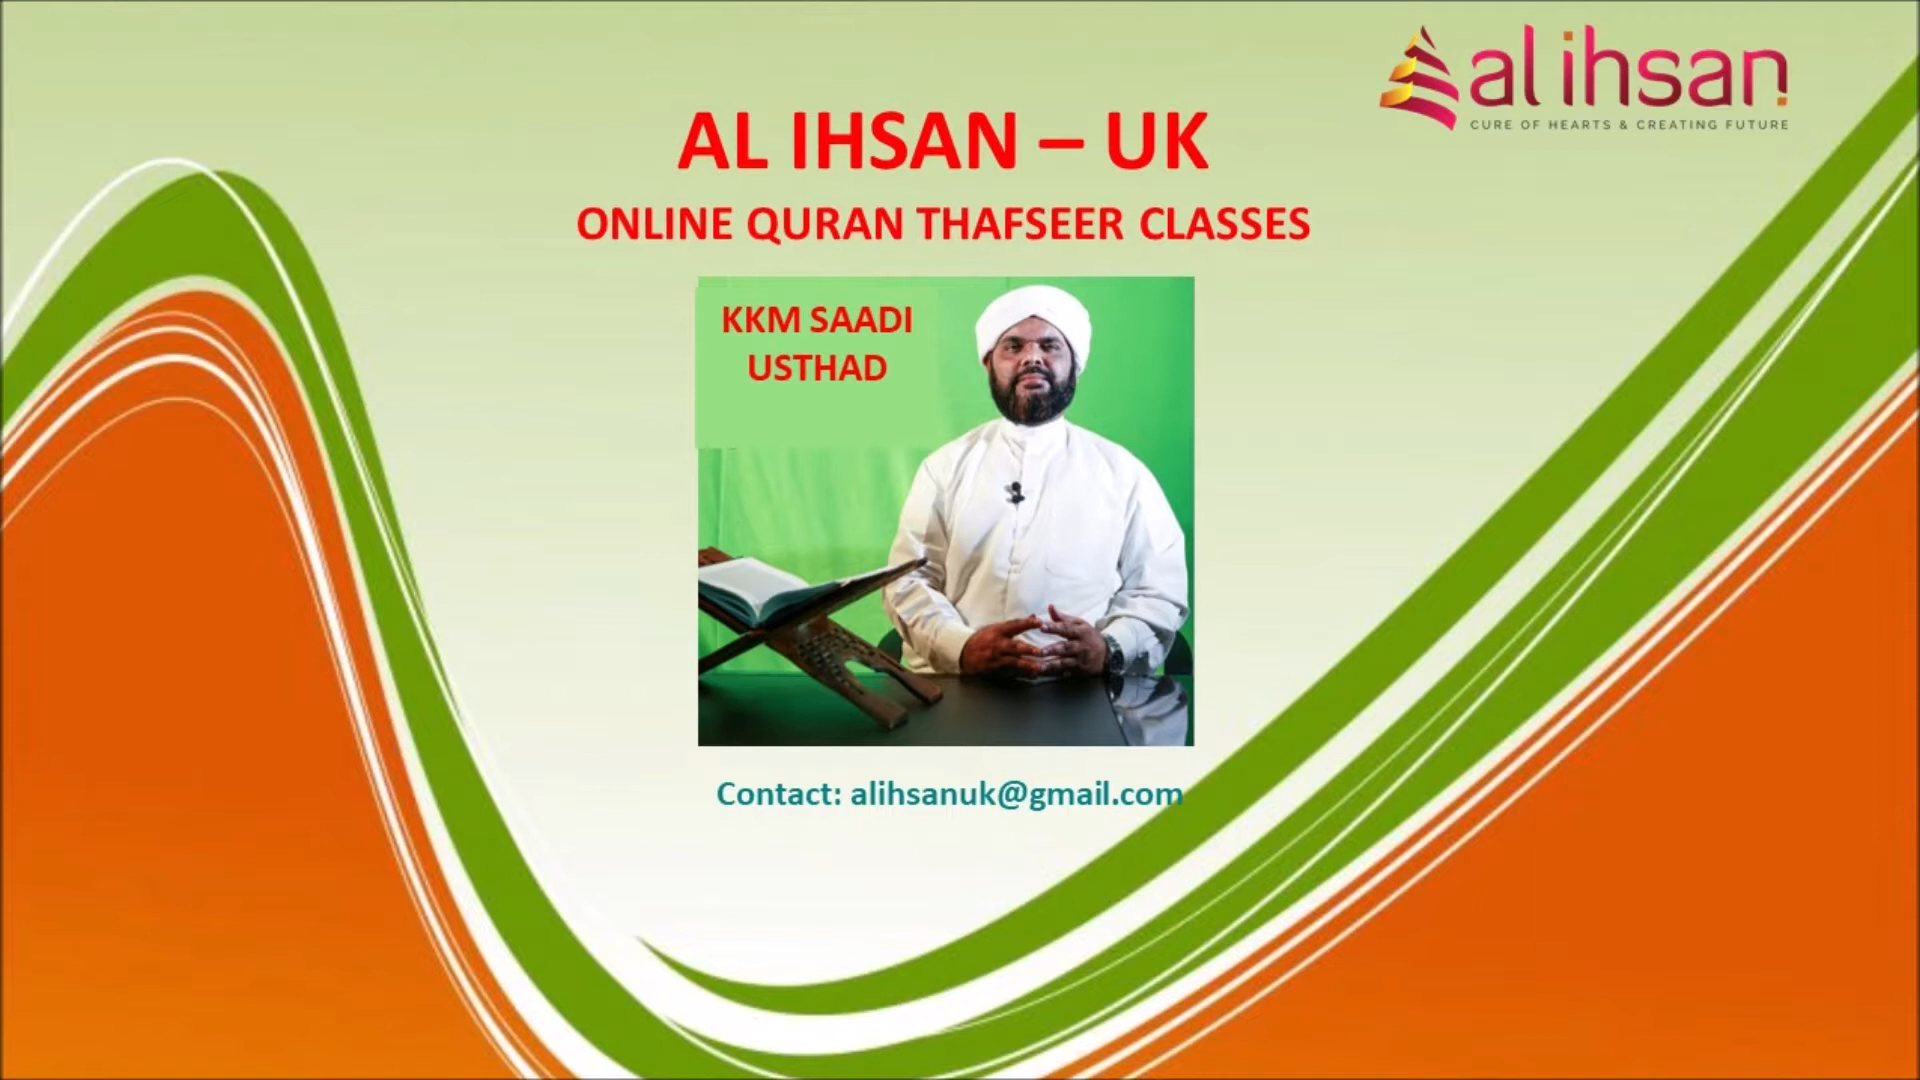 al ihsan
CURE OF HEARTS & CREATING FUTURE
AL IHSAN – UK
ONLINE QURAN THAFSEER CLASSES
KKM SAADI
USTHAD
Contact: alihsanuk@gmail.com